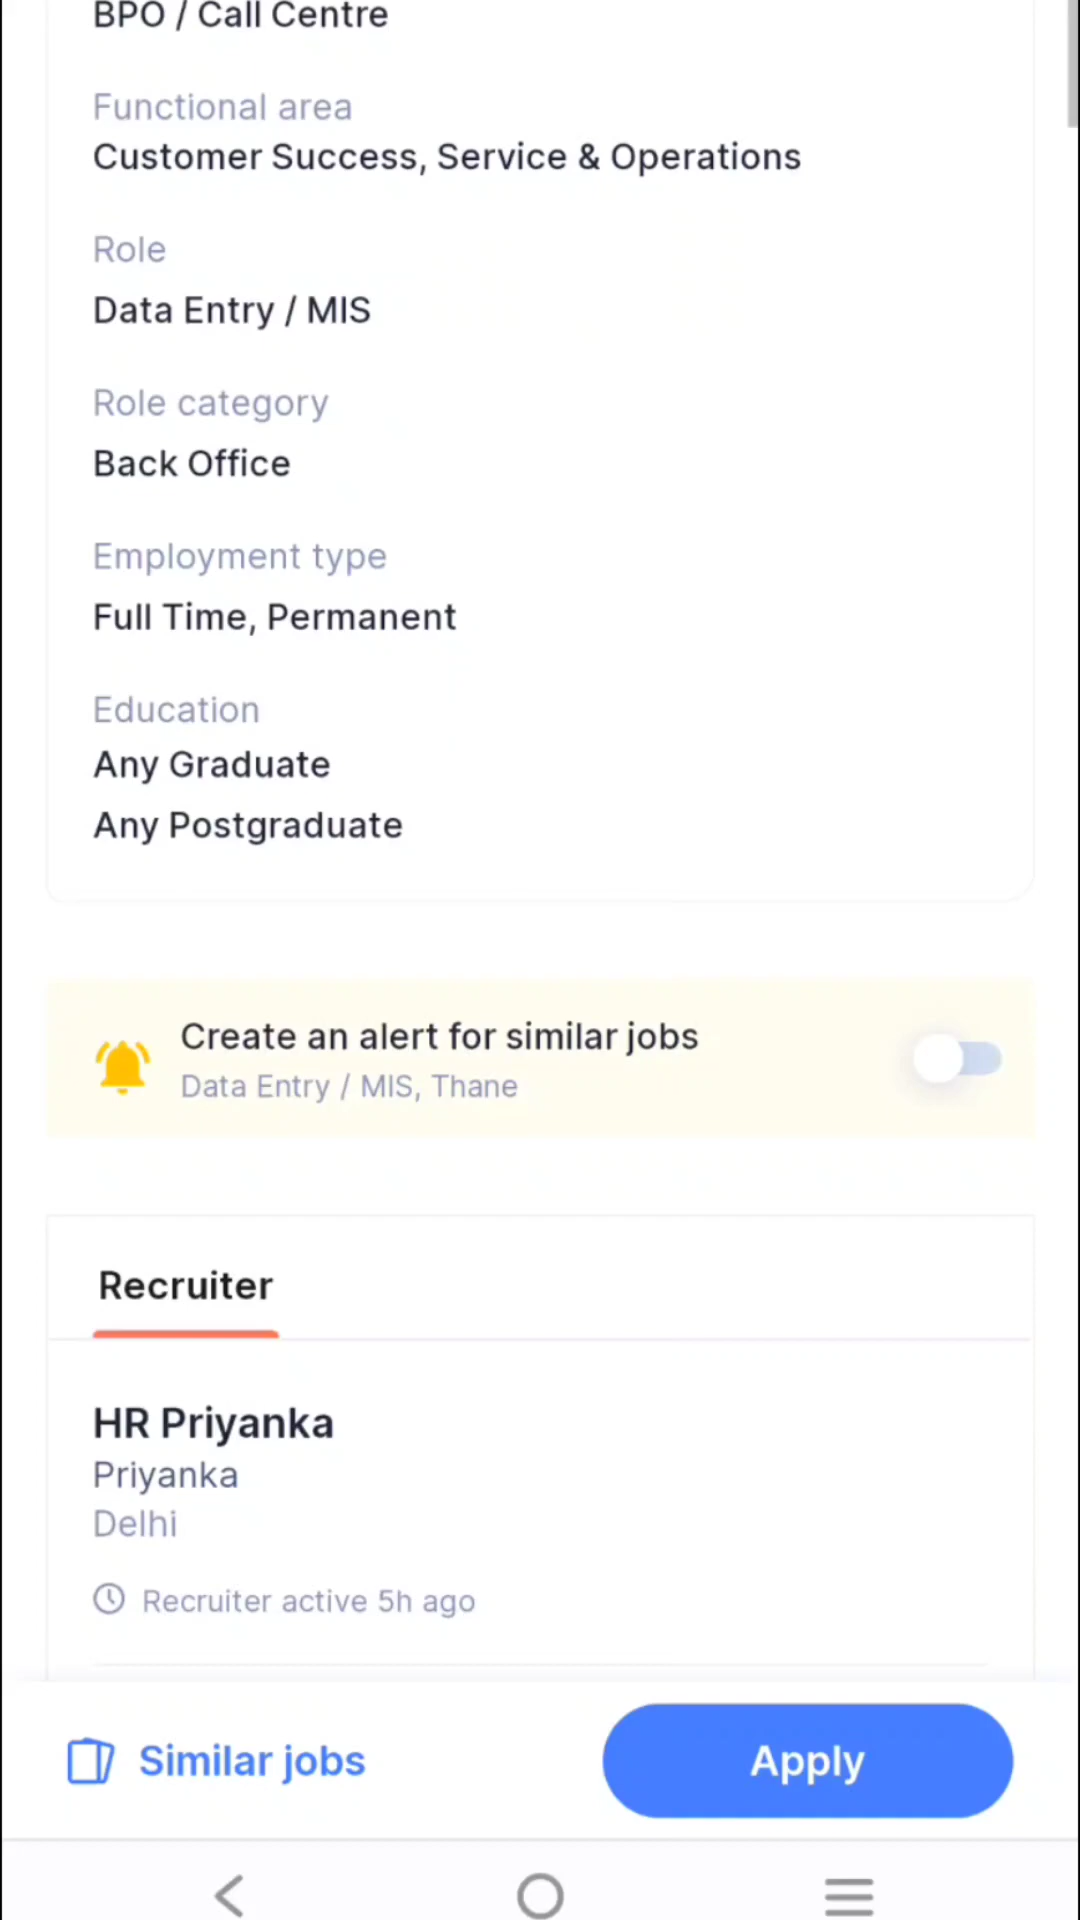 BPO / Call Centre
Functional area
Customer Success, Service & Operations
Role
Data Entry / MIS
Role category
Back Office
Employment type
Full Time, Permanent
Education
Any Graduate
Any Postgraduate
Create an alert for similar jobs
Data Entry / MIS, Thane
Recruiter
HR Priyanka
Priyanka
Delhi
Recruiter active 5h ago
Similar jobs
Apply